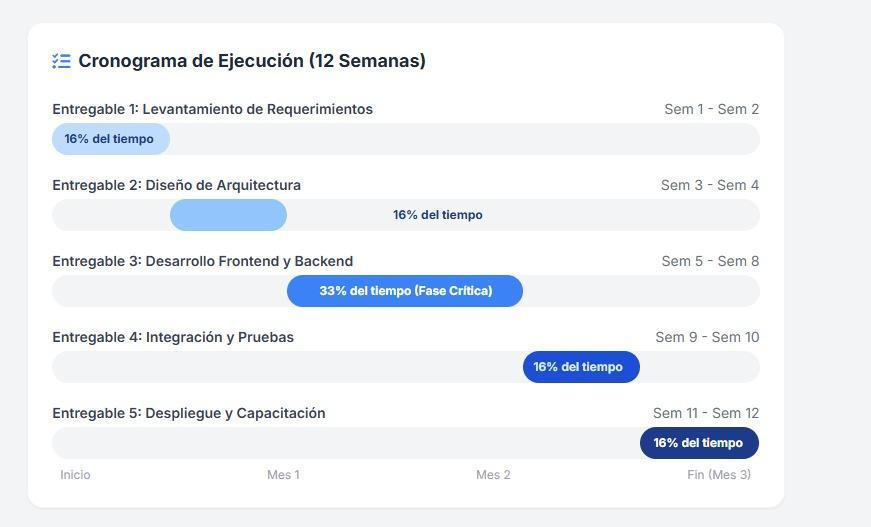 Cronograma de Ejecución (12 Semanas)
Entregable 1: Levantamiento de Requerimientos Sem 1 - Sem 2
16% del tiempo
Entregable 2: Diseño de Arquitectura Sem 3 - Sem 4
16% del tiempo
Entregable 3: Desarrollo Frontend y Backend Sem 5 - Sem 8
33% del tiempo (Fase Crítica)
Entregable 4: Integración y Pruebas Sem 9 - Sem 10
16% del tiempo
Entregable 5: Despliegue y Capacitación Sem 11 - Sem 12
16% del tiempo
Inicio Mes 1 Mes 2 Fin (Mes 3)